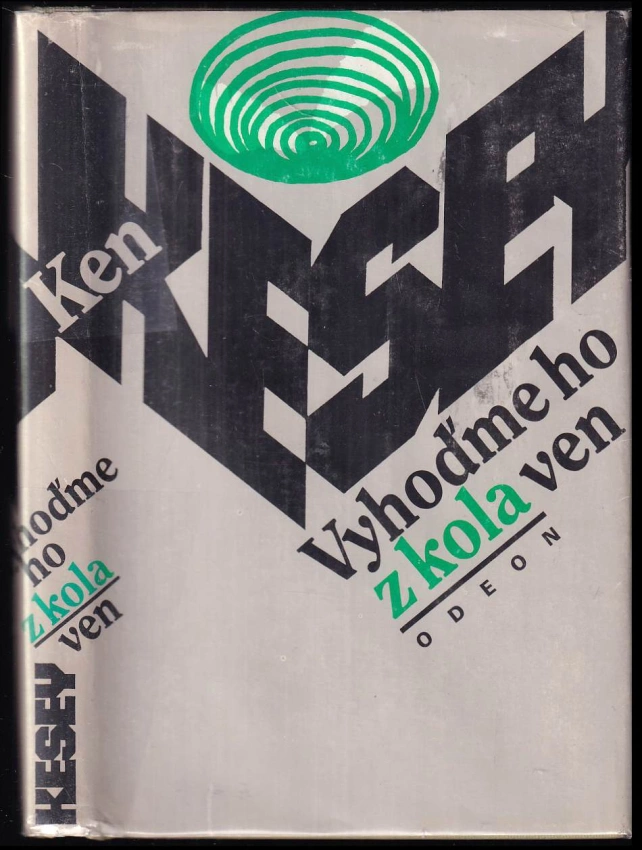 Ken
KESEY
Vyhoďme ho
z kola ven
ODEON
hoďme
ho
z kola
ven
KESEY